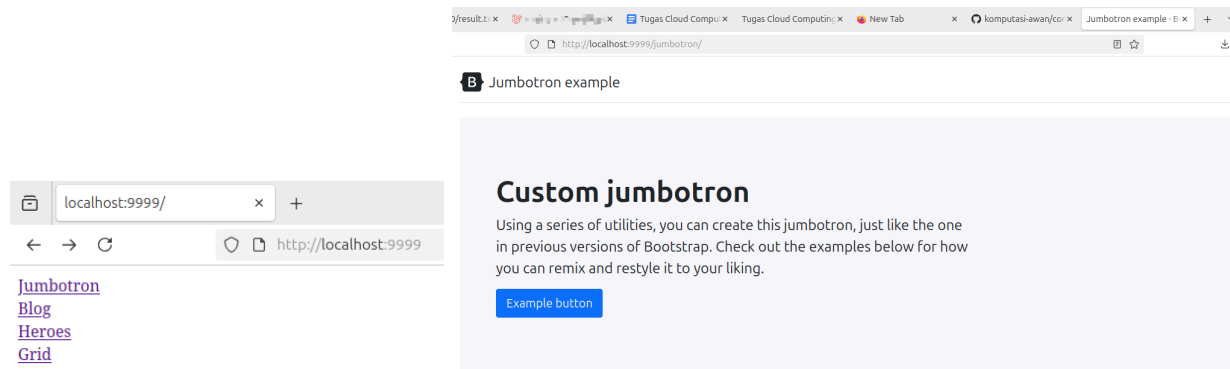 localhost:9999/
http://localhost:9999
Jumbotron
Blog
Heroes
Grid
0/result.t
Tugas Cloud Compu
Tugas Cloud Computing
New Tab
komputasi-awan/co
Jumbotron example · B
http://localhost:9999/jumbotron/
B Jumbotron example
Custom jumbotron
Using a series of utilities, you can create this jumbotron, just like the one
in previous versions of Bootstrap. Check out the examples below for how
you can remix and restyle it to your liking.
Example button